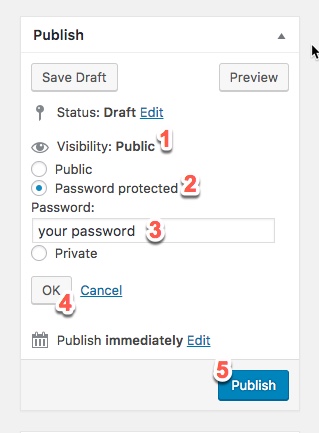 Publish
Save Draft Preview
Status: Draft Edit
Visibility: Public 1
Public
Password protected 2
Password:
your password 3
Private
OK Cancel
4
Publish immediately Edit
5
Publish